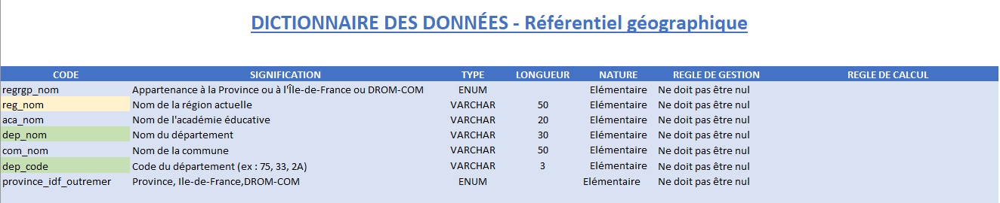 DICTIONNAIRE DES DONNÉES - Référentiel géographique
CODE SIGNIFICATION TYPE LONGUEUR NATURE REGLE DE GESTION REGLE DE CALCUL
regrgp_nom Appartenance à la Province ou à l'Île-de-France ou DROM-COM ENUM Elémentaire Ne doit pas être nul
reg_nom Nom de la région actuelle VARCHAR 50 Elémentaire Ne doit pas être nul
aca_nom Nom de l'académie éducative VARCHAR 20 Elémentaire Ne doit pas être nul
dep_nom Nom du département VARCHAR 30 Elémentaire Ne doit pas être nul
com_nom Nom de la commune VARCHAR 50 Elémentaire Ne doit pas être nul
dep_code Code du département (ex : 75, 33, 2A) VARCHAR 3 Elémentaire Ne doit pas être nul
province_idf_outremer Province, Ile-de-France,DROM-COM ENUM Elémentaire Ne doit pas être nul